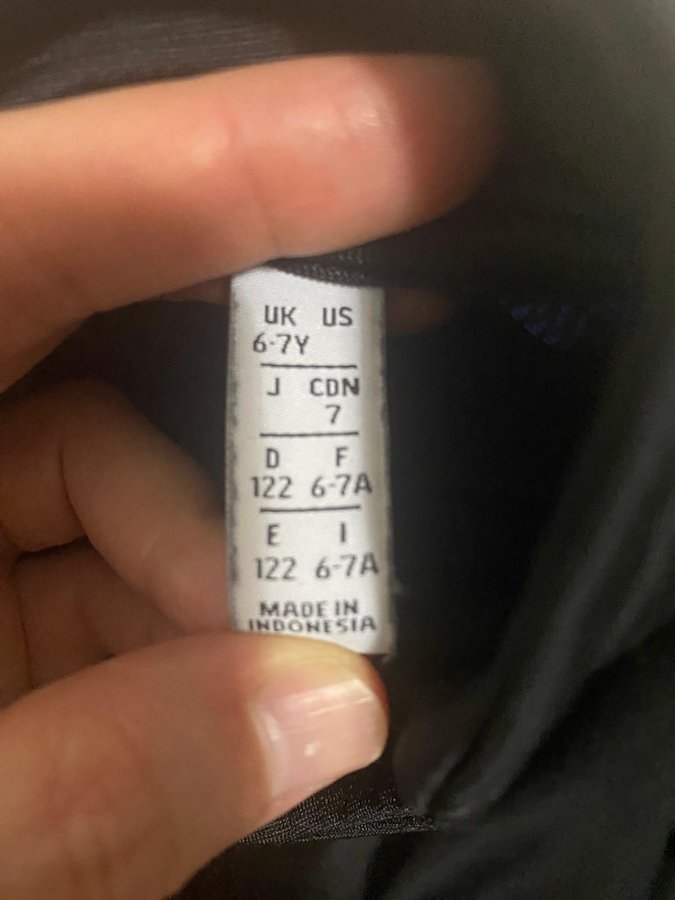 UK US
6-7Y
J CDN
7
D F
122 6-7A
E I
122 6-7A
MADE IN
INDONESIA